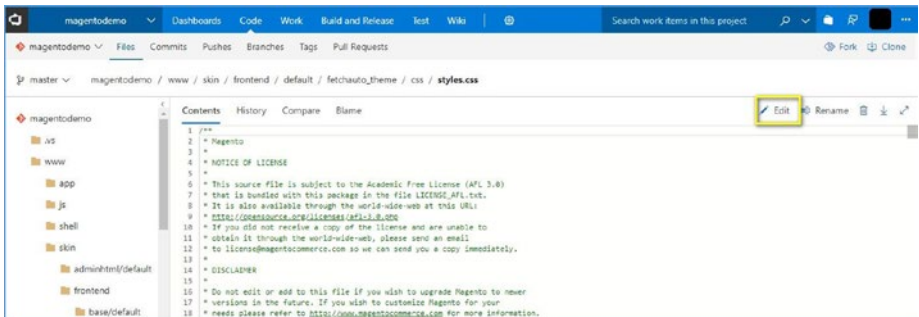 magentodemo Dashboards Code Work Build and Release Test Wiki Search work items in this project
magentodemo Files Commits Pushes Branches Tags Pull Requests Fork Clone
master magentodemo / www / skin / frontend / default / fetchauto_theme / css / styles.css
magentodemo
.vs
www
app
js
shell
skin
adminhtml/default
frontend
base/default
Contents History Compare Blame Edit Rename
1 /**
2 * Magento
3 *
4 * NOTICE OF LICENSE
5 *
6 * This source file is subject to the Academic Free License (AFL 3.0)
7 * that is bundled with this package in the file LICENSE_AFL.txt.
8 * It is also available through the world-wide-web at this URL:
9 * http://opensource.org/licenses/afl-3.0.php
10 * If you did not receive a copy of the license and are unable to
11 * obtain it through the world-wide-web, please send an email
12 * to license@magentocommerce.com so we can send you a copy immediately.
13 *
14 * DISCLAIMER
15 *
16 * Do not edit or add to this file if you wish to upgrade Magento to newer
17 * versions in the future. If you wish to customize Magento for your
18 * needs please refer to http://www.magentocommerce.com for more information.